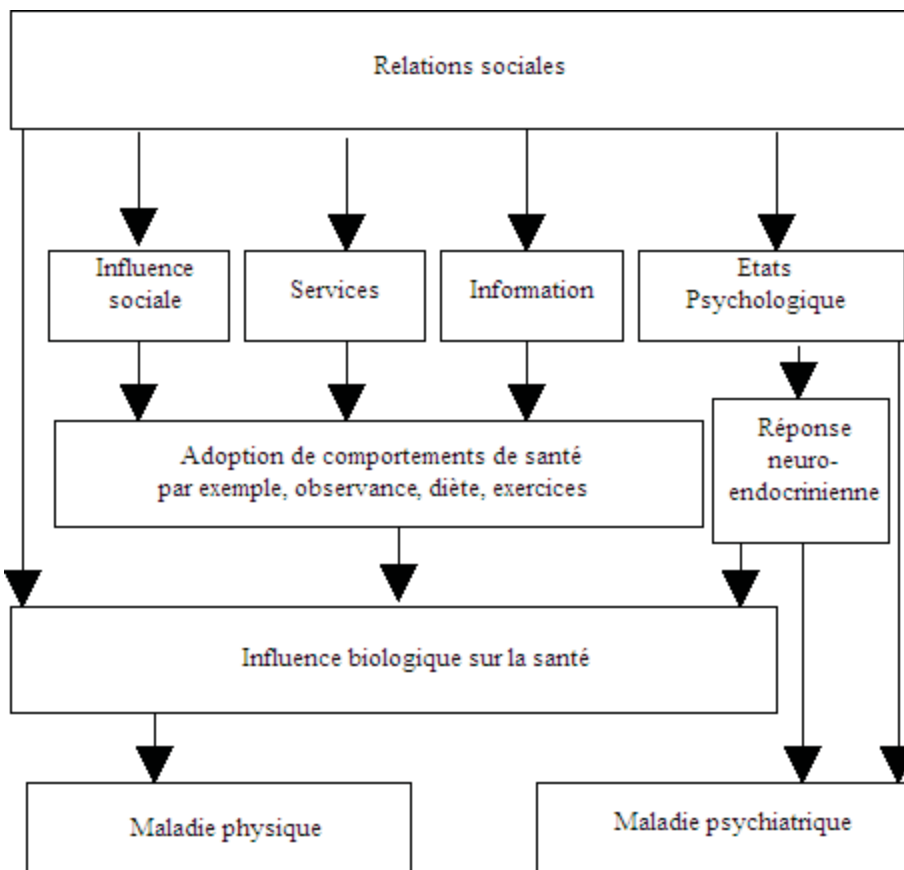 Relations sociales
Influence
sociale
Services
Information
Etats
Psychologique
Adoption de comportements de santé
par exemple, observance, diète, exercices
Réponse
neuro-
endocrinienne
Influence biologique sur la santé
Maladie physique
Maladie psychiatrique